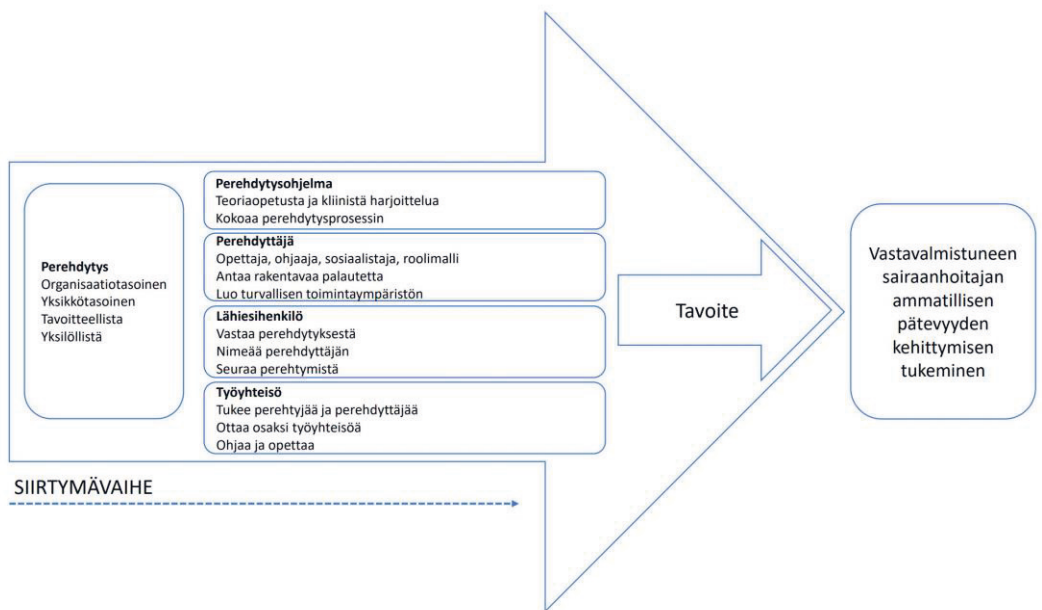 Perehdytys
Organisaatiotasoinen
Yksikkötasoinen
Tavoitteellista
Yksilöllistä
Perehdytysohjelma
Teoriaopetusta ja kliinistä harjoittelua
Kokoaa perehdytysprosessin
Perehdyttäjä
Opettaja, ohjaaja, sosiaalistaja, roolimalli
Antaa rakentavaa palautetta
Luo turvallisen toimintaympäristön
Lähiesihenkilö
Vastaa perehdytyksestä
Nimeää perehdyttäjän
Seuraa perehtymistä
Työyhteisö
Tukee perehtyjää ja perehdyttäjää
Ottaa osaksi työyhteisöä
Ohjaa ja opettaa
Tavoite
Vastavalmistuneen
sairaanhoitajan
ammatillisen
pätevyyden
kehittymisen
tukeminen
SIIRTYMÄVAIHE